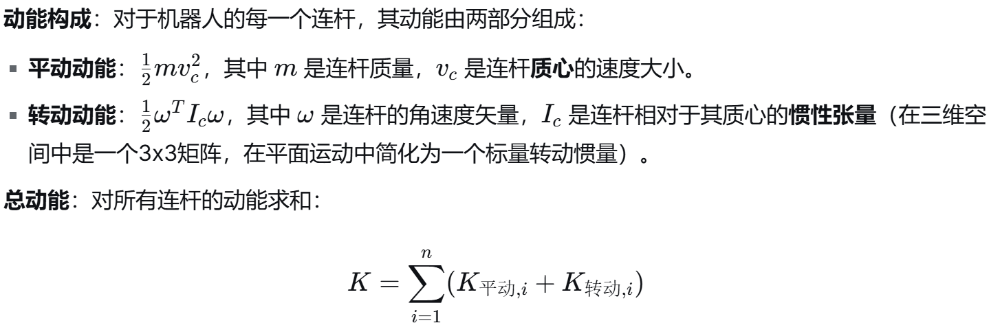 动能构成：对于机器人的每一个连杆，其动能由两部分组成：
▪ 平动动能：$\frac{1}{2}mv_c^2$，其中 $m$ 是连杆质量，$v_c$ 是连杆质心的速度大小。
▪ 转动动能：$\frac{1}{2}\omega^T I_c \omega$，其中 $\omega$ 是连杆的角速度矢量，$I_c$ 是连杆相对于其质心的惯性张量（在三维空
间中是一个3x3矩阵，在平面运动中简化为一个标量转动惯量）。
总动能：对所有连杆的动能求和：
$K = \sum_{i=1}^{n} (K_{平动,i} + K_{转动,i})$